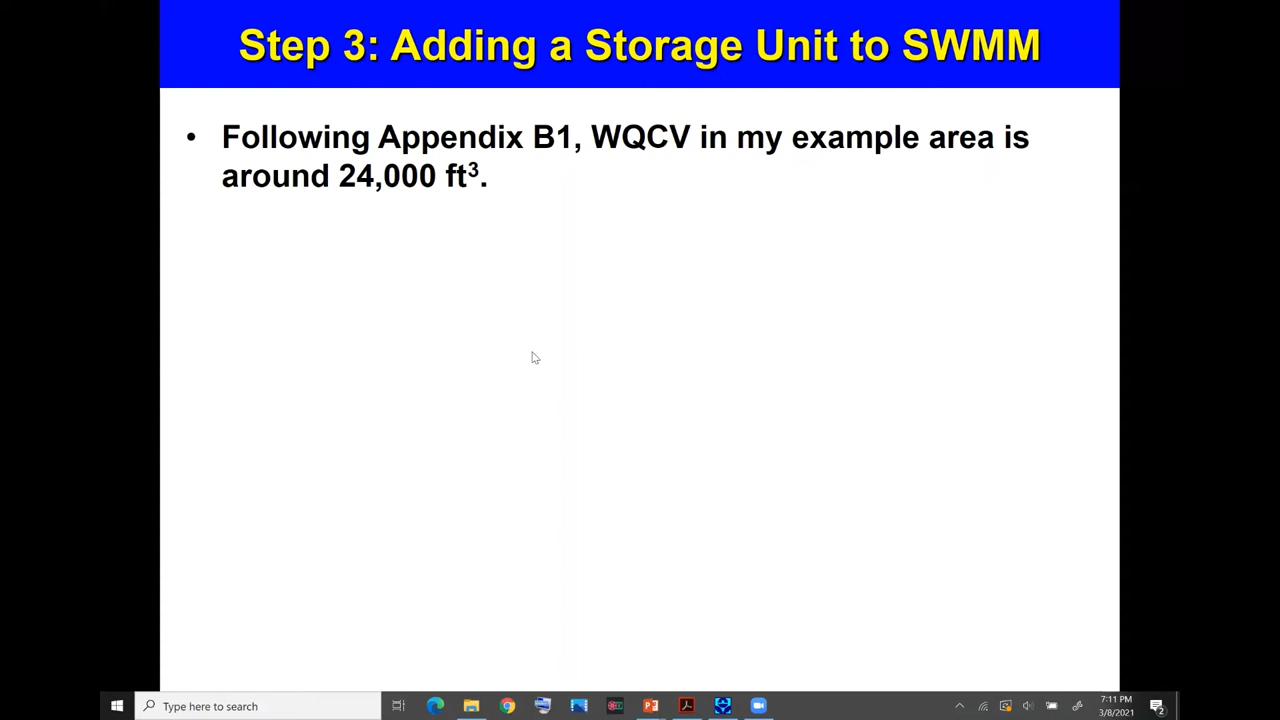 Step 3: Adding a Storage Unit to SWMM
• Following Appendix B1, WQCV in my example area is
around 24,000 ft³.
Type here to search
7:11 PM
3/8/2021
2